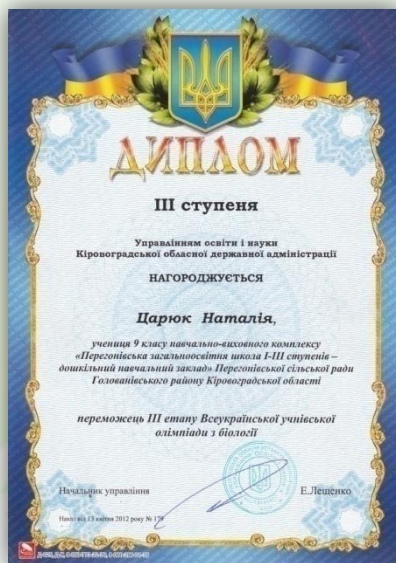 ДИПЛОМ
III ступеня
Управлінням освіти і науки
Кіровоградської обласної державної адміністрації
НАГОРОДЖУЄТЬСЯ
Царюк Наталія,
учениця 9 класу навчально-виховного комплексу
«Перегонівська загальноосвітня школа І-ІІІ ступенів –
дошкільний навчальний заклад» Перегонівської сільської ради
Голованівського району Кіровоградської області
переможець ІІІ етапу Всеукраїнської учнівської
олімпіади з біології
Начальник управління Е.Лещенко
Наказ від 13 квітня 2012 року № 179